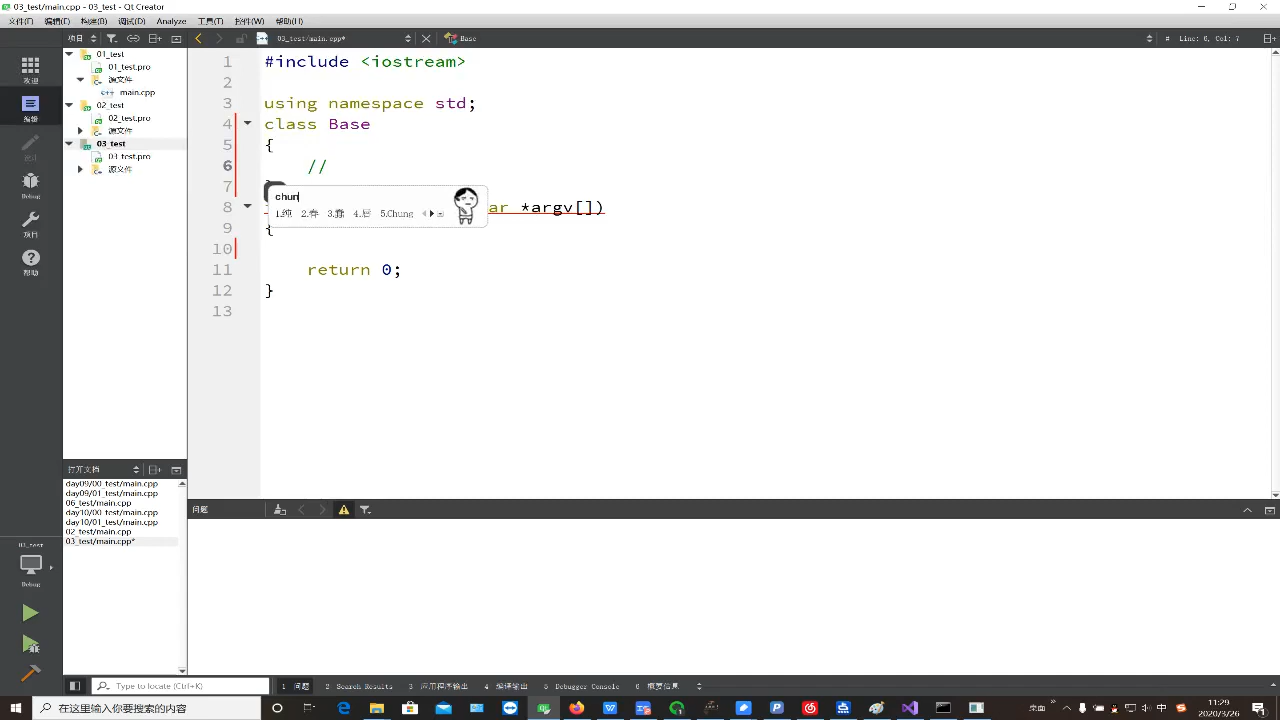 03_test/main.cpp - 03_test - Qt Creator
文件(F) 编辑(E) 构建(B) 调试(D) Analyze 工具(T) 控件(W) 帮助(H)
项目
03_test/main.cpp*
Base
# Line: 6, Col: 7
欢迎
编辑
设计
Debug
项目
帮助
01_test
01_test.pro
源文件
main.cpp
02_test
02_test.pro
源文件
03_test
03_test.pro
源文件
1 #include <iostream>
2
3 using namespace std;
4 class Base
5 {
6 //
7
8 ar *argv[])
9 {
10
11 return 0;
12 }
13
chun
1.纯 2.春 3.蠢 5.Chung
打开文档
day09/00_test/main.cpp
day09/01_test/main.cpp
06_test/main.cpp
day10/00_test/main.cpp
day10/01_test/main.cpp
02_test/main.cpp
03_test/main.cpp*
问题
03_test
Debug
Type to locate (Ctrl+K)
1 问题 2 Search Results 3 应用程序输出 4 编译输出 5 Debugger Console 6 概要信息
在这里输入你要搜索的内容
桌面
中
11:29
2020/3/26